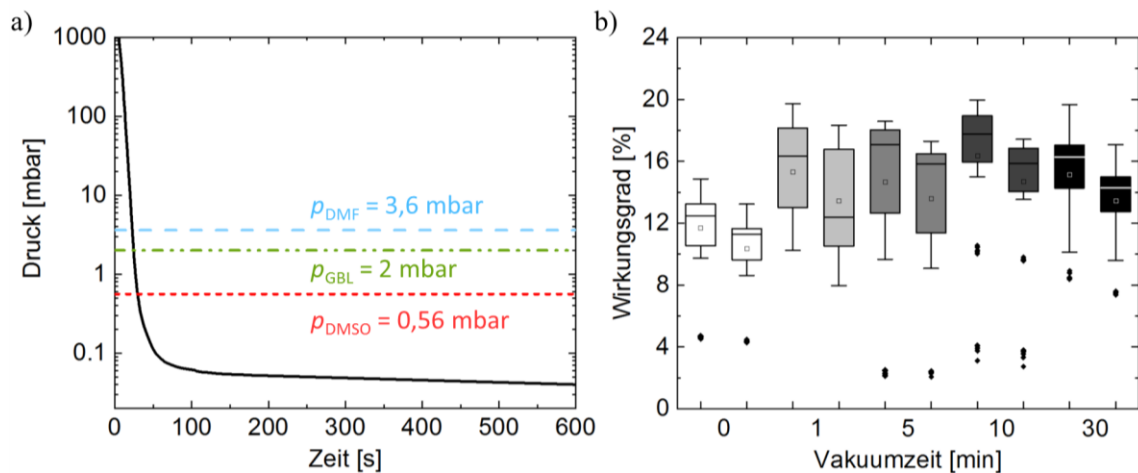 a)
1000
100
10
1
0.1
Druck [mbar]
p_DMF = 3,6 mbar
p_GBL = 2 mbar
p_DMSO = 0,56 mbar
0 100 200 300 400 500 600
Zeit [s]
b)
24
20
16
12
8
4
0
Wirkungsgrad [%]
0 1 5 10 30
Vakuumzeit [min]